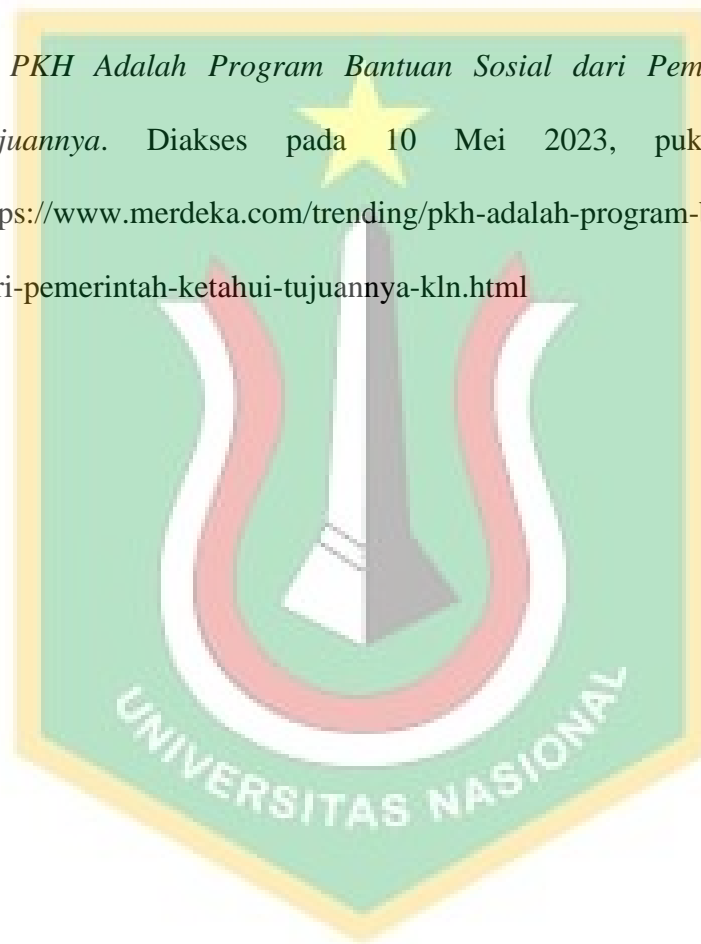 PKH Adalah Program Bantuan Sosial dari Pem
juannya. Diakses pada 10 Mei 2023, puk
ps://www.merdeka.com/trending/pkh-adalah-program-
ri-pemerintah-ketahui-tujuannya-kln.html
UNIVERSITAS NASIONAL